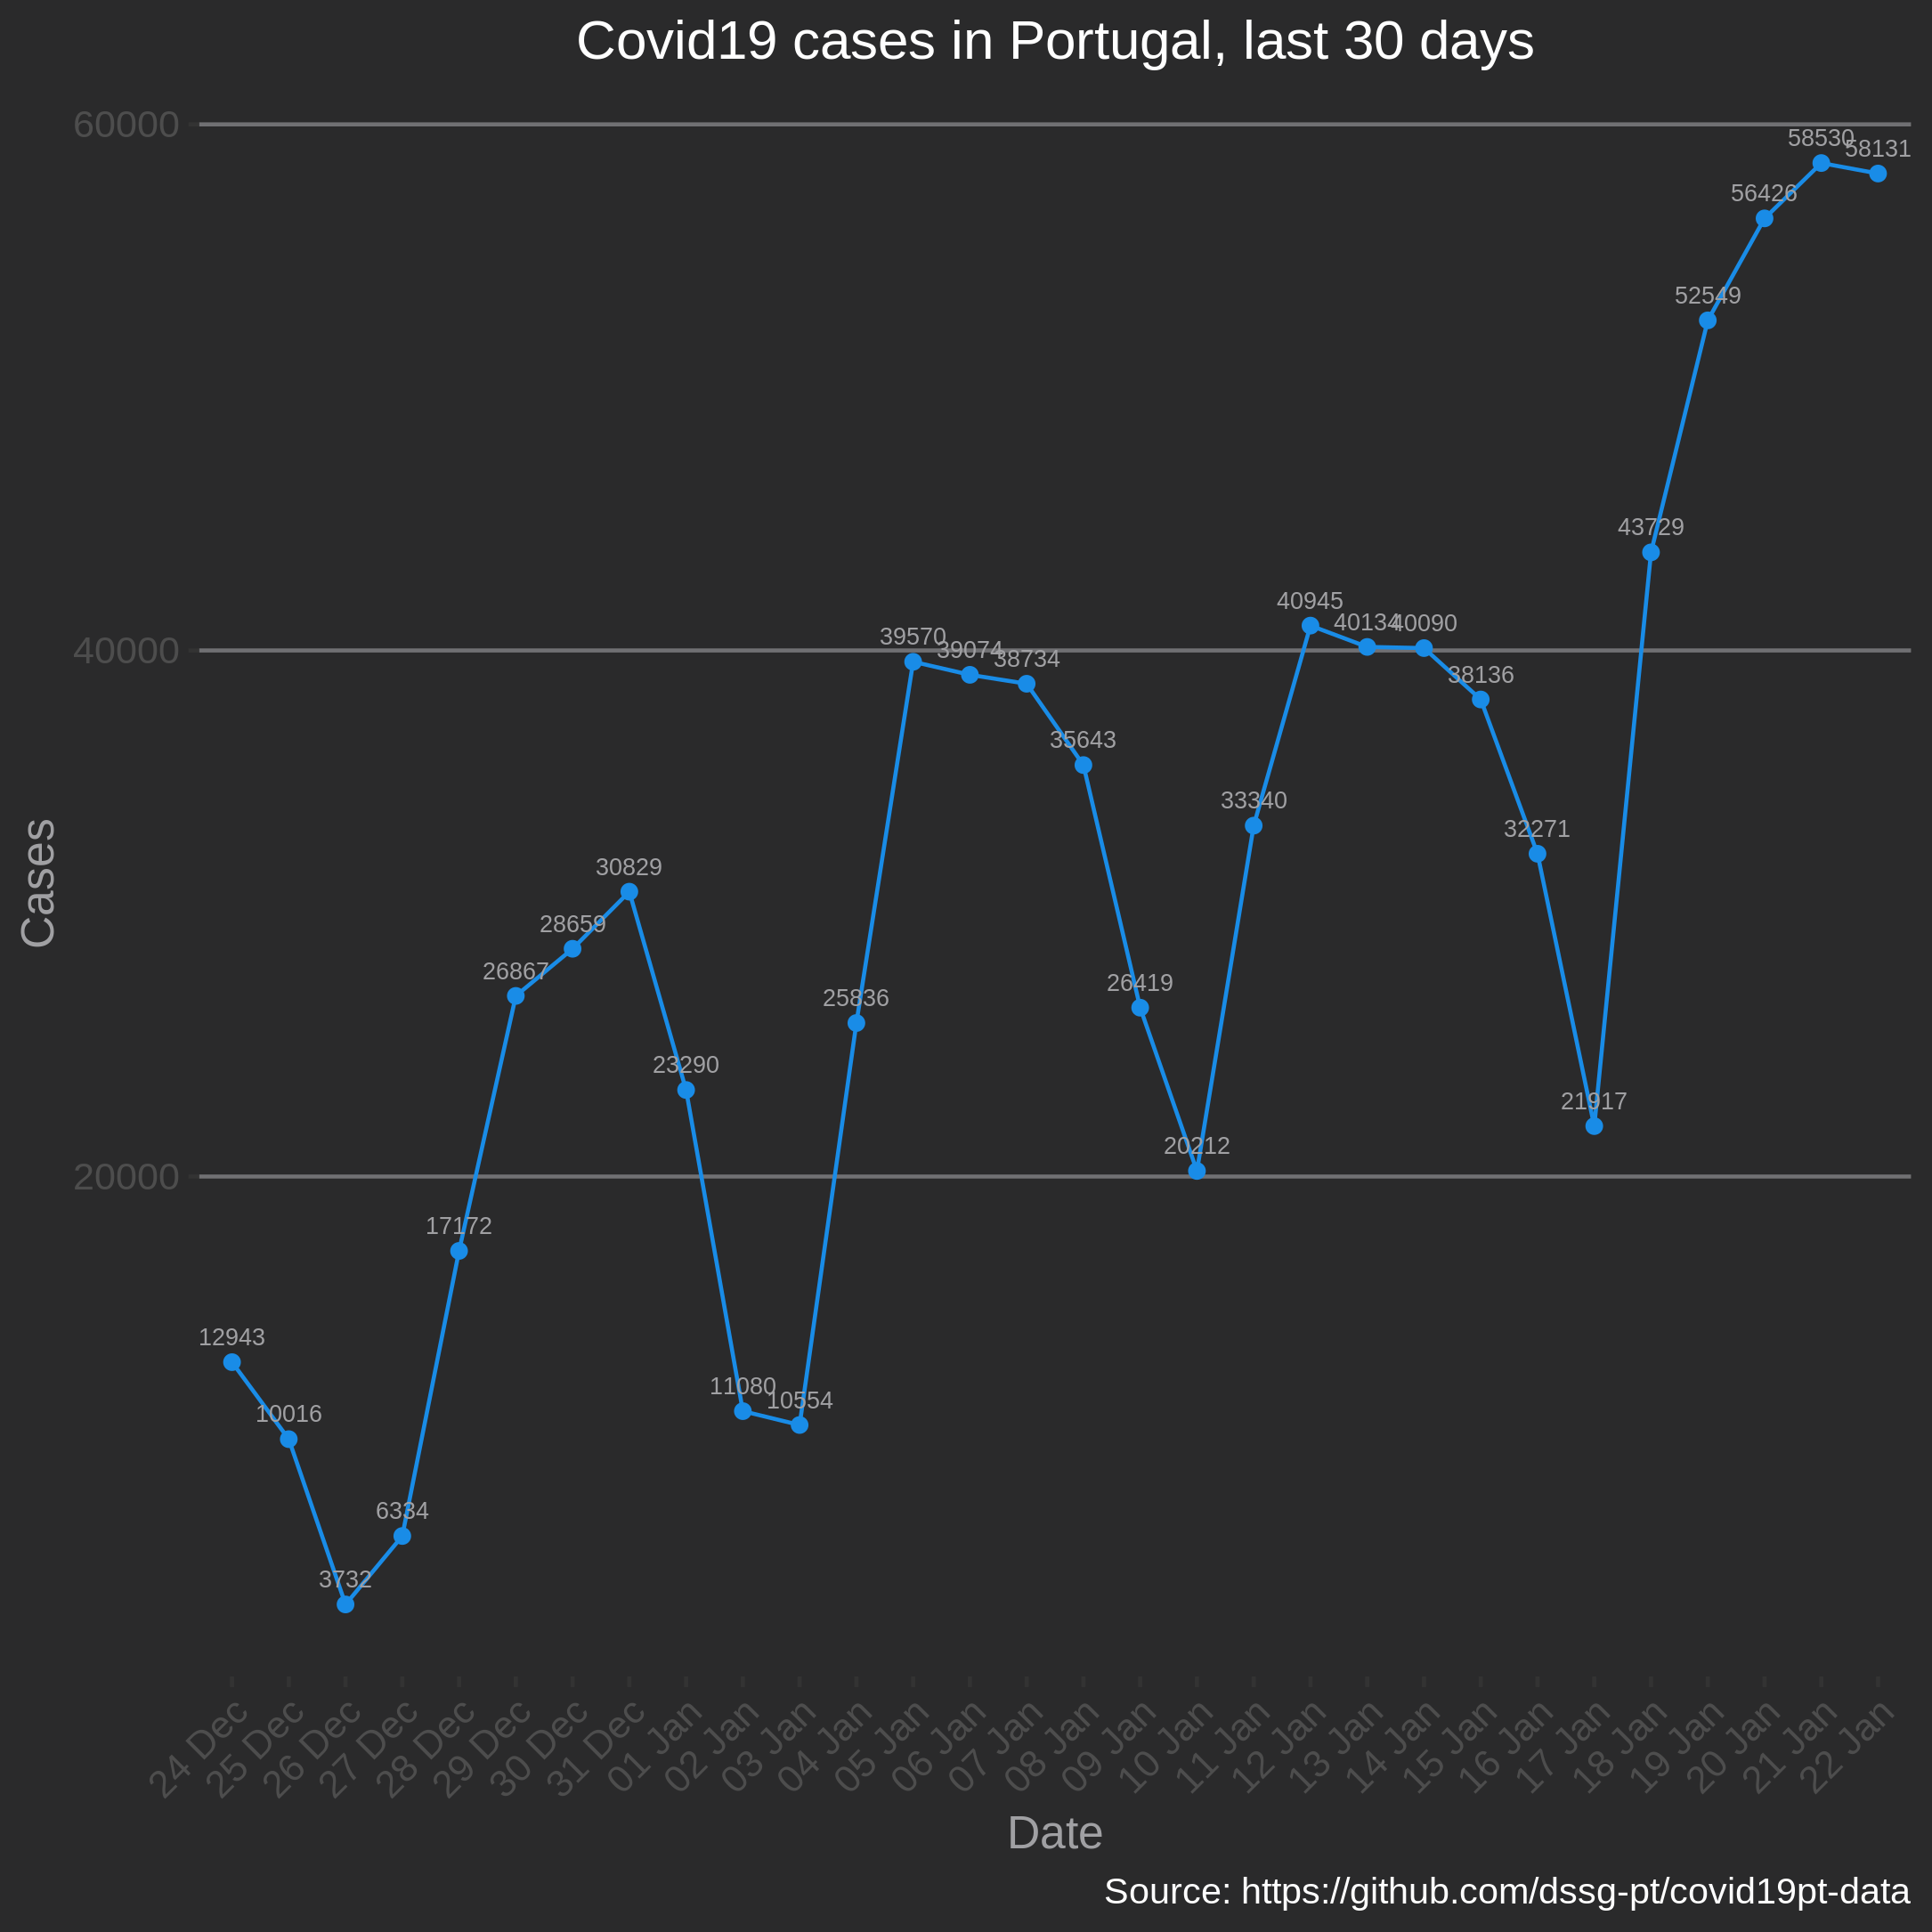 Covid19 cases in Portugal, last 30 days
60000
40000
20000
Cases
12943
10016
3732
6334
17172
26867
28659
30829
23290
11080
10554
25836
39570
39074
38734
35643
26419
20212
33340
40945
40134
40090
38136
32271
21917
43729
52549
56426
58530
58131
24 Dec
25 Dec
26 Dec
27 Dec
28 Dec
29 Dec
30 Dec
31 Dec
01 Jan
02 Jan
03 Jan
04 Jan
05 Jan
06 Jan
07 Jan
08 Jan
09 Jan
10 Jan
11 Jan
12 Jan
13 Jan
14 Jan
15 Jan
16 Jan
17 Jan
18 Jan
19 Jan
20 Jan
21 Jan
22 Jan
Date
Source: https://github.com/dssg-pt/covid19pt-data